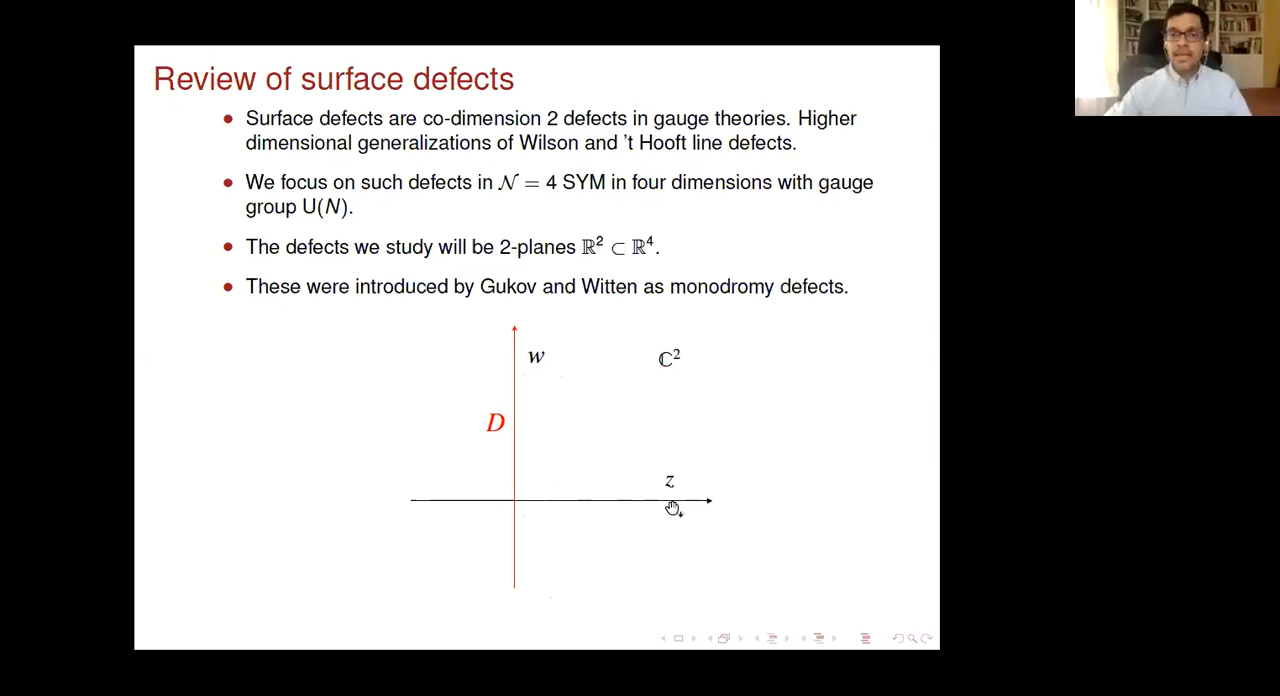 Review of surface defects
• Surface defects are co-dimension 2 defects in gauge theories. Higher
dimensional generalizations of Wilson and 't Hooft line defects.
• We focus on such defects in 𝒩 = 4 SYM in four dimensions with gauge
group U(N).
• The defects we study will be 2-planes ℝ² ⊂ ℝ⁴.
• These were introduced by Gukov and Witten as monodromy defects.
w
ℂ²
D
z